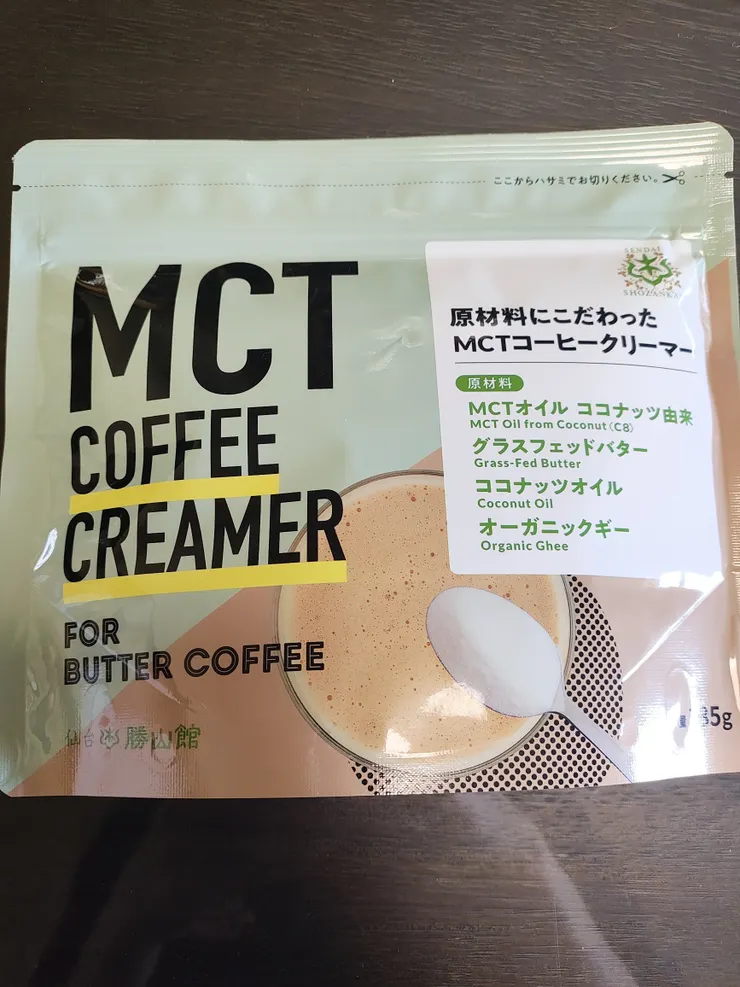 ここからハサミでお切りください。
MCT
COFFEE
CREAMER
FOR
BUTTER COFFEE
仙台 勝山館
SENDAI
SHOZANKAN
原材料にこだわった
MCTコーヒークリーマー
原材料
MCTオイル ココナッツ由来
MCT Oil from Coconut (C8)
グラスフェッドバター
Grass-Fed Butter
ココナッツオイル
Coconut Oil
オーガニックギー
Organic Ghee